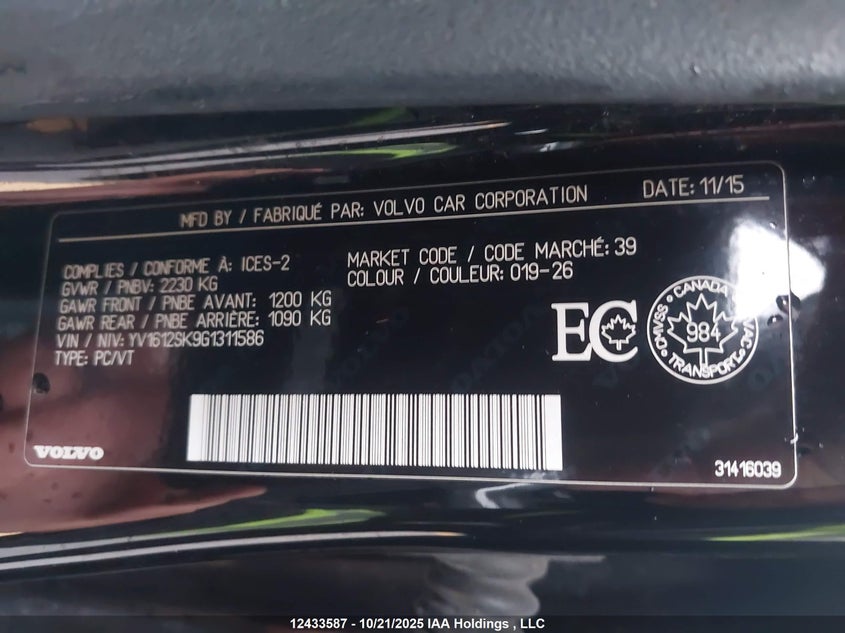 MFD BY / FABRIQUÉ PAR: VOLVO CAR CORPORATION DATE: 11/15
COMPLIES / CONFORME À: ICES-2
GVWR / PNBV: 2230 KG
GAWR FRONT / PNBE AVANT: 1200 KG
GAWR REAR / PNBE ARRIÈRE: 1090 KG
VIN / NIV: YV1612SK9G1311586
TYPE: PC/VT
MARKET CODE / CODE MARCHÉ: 39
COLOUR / COULEUR: 019-26
EC
CANADA
CMVSS
984
NSVAC
TRANSPORT
VOLVO
31416039
12433587 - 10/21/2025 IAA Holdings , LLC